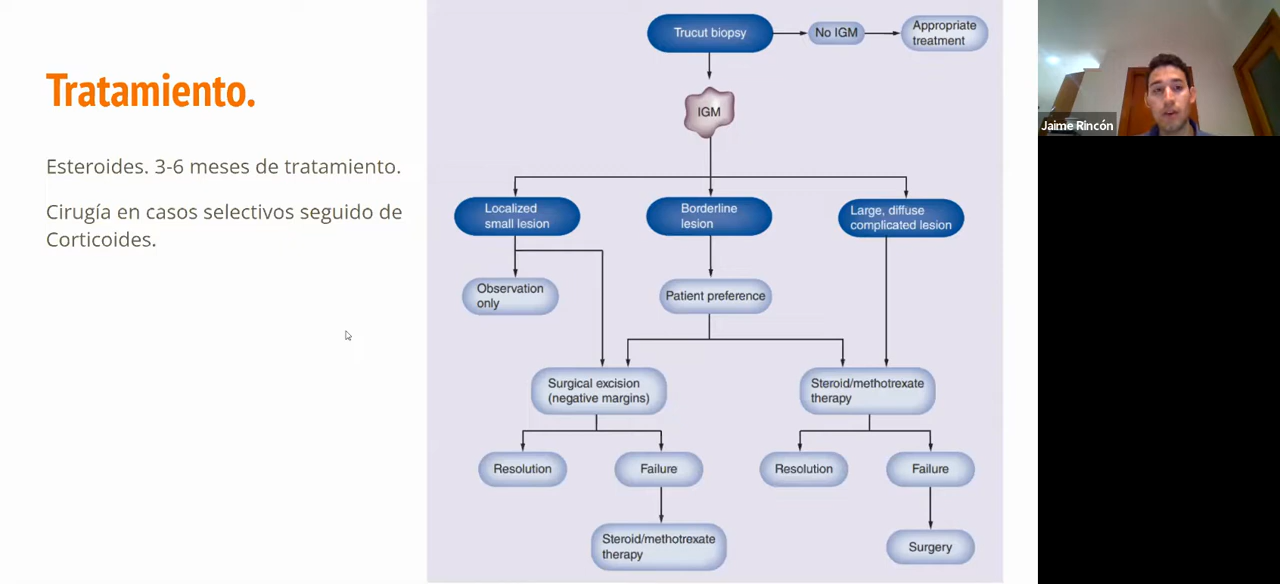 Tratamiento.
Esteroides. 3-6 meses de tratamiento.
Cirugía en casos selectivos seguido de
Corticoides.
Trucut biopsy
No IGM
Appropriate
treatment
IGM
Localized
small lesion
Borderline
lesion
Large, diffuse
complicated lesion
Observation
only
Patient preference
Surgical excision
(negative margins)
Steroid/methotrexate
therapy
Resolution
Failure
Resolution
Failure
Steroid/methotrexate
therapy
Surgery
Jaime Rincón